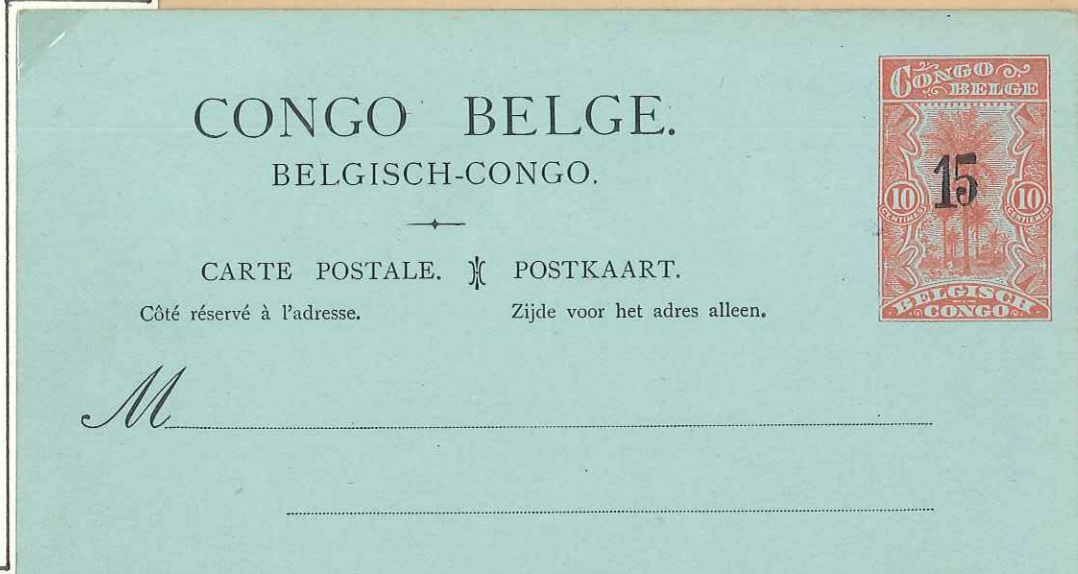 CONGO BELGE.
BELGISCH-CONGO.
CARTE POSTALE. POSTKAART.
Côté réservé à l'adresse. Zijde voor het adres alleen.
M
CONGO
BELGE
15
10 10
CENTIMES CENTIEMEN
BELGISCH
CONGO